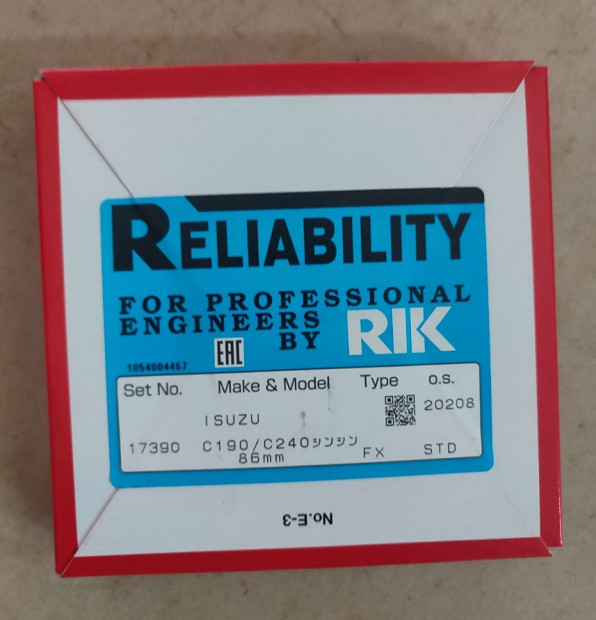 RELIABILITY
FOR PROFESSIONAL
ENGINEERS
BY RIK
EAC
1054004467
Set No. Make & Model Type o.s.
ISUZU 20208
17390 C190/C240シンシン FX STD
86mm
No.E-3